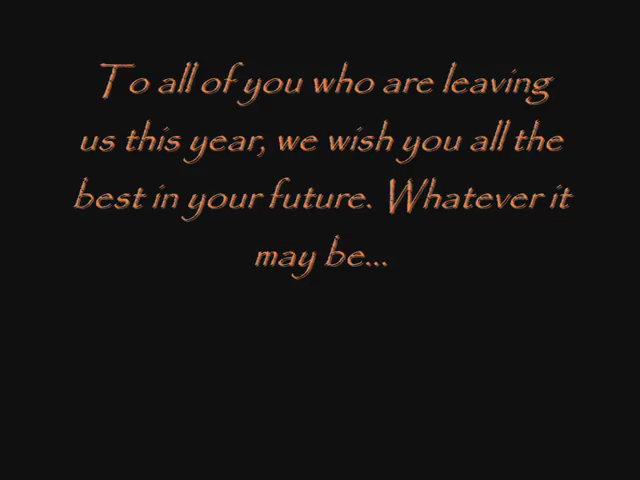 To all of you who are leaving
us this year, we wish you all the
best in your future. Whatever it
may be...